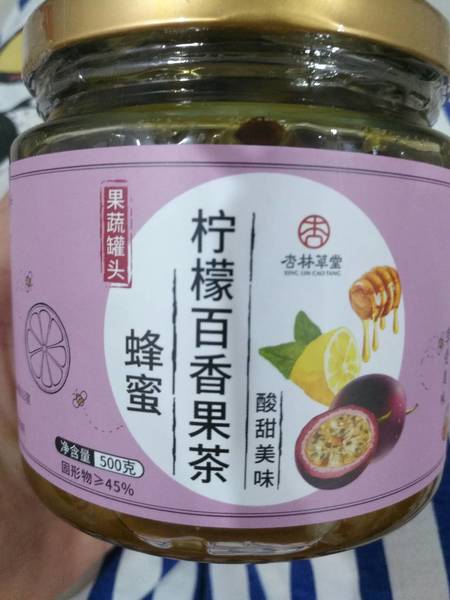 果蔬罐头
杏林草堂
XING LIN CAO TANG
柠檬百香果茶
蜂蜜
酸甜美味
净含量 500克
固形物≥45%